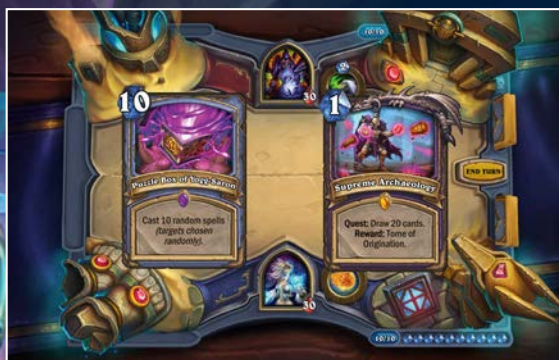 10/10
10
1
30
Puzzle Box of Yogg-Saron
Cast 10 random spells
(targets chosen
randomly).
Supreme Archaeology
Quest: Draw 20 cards.
Reward: Tome of
Origination.
END TURN
30
10/10